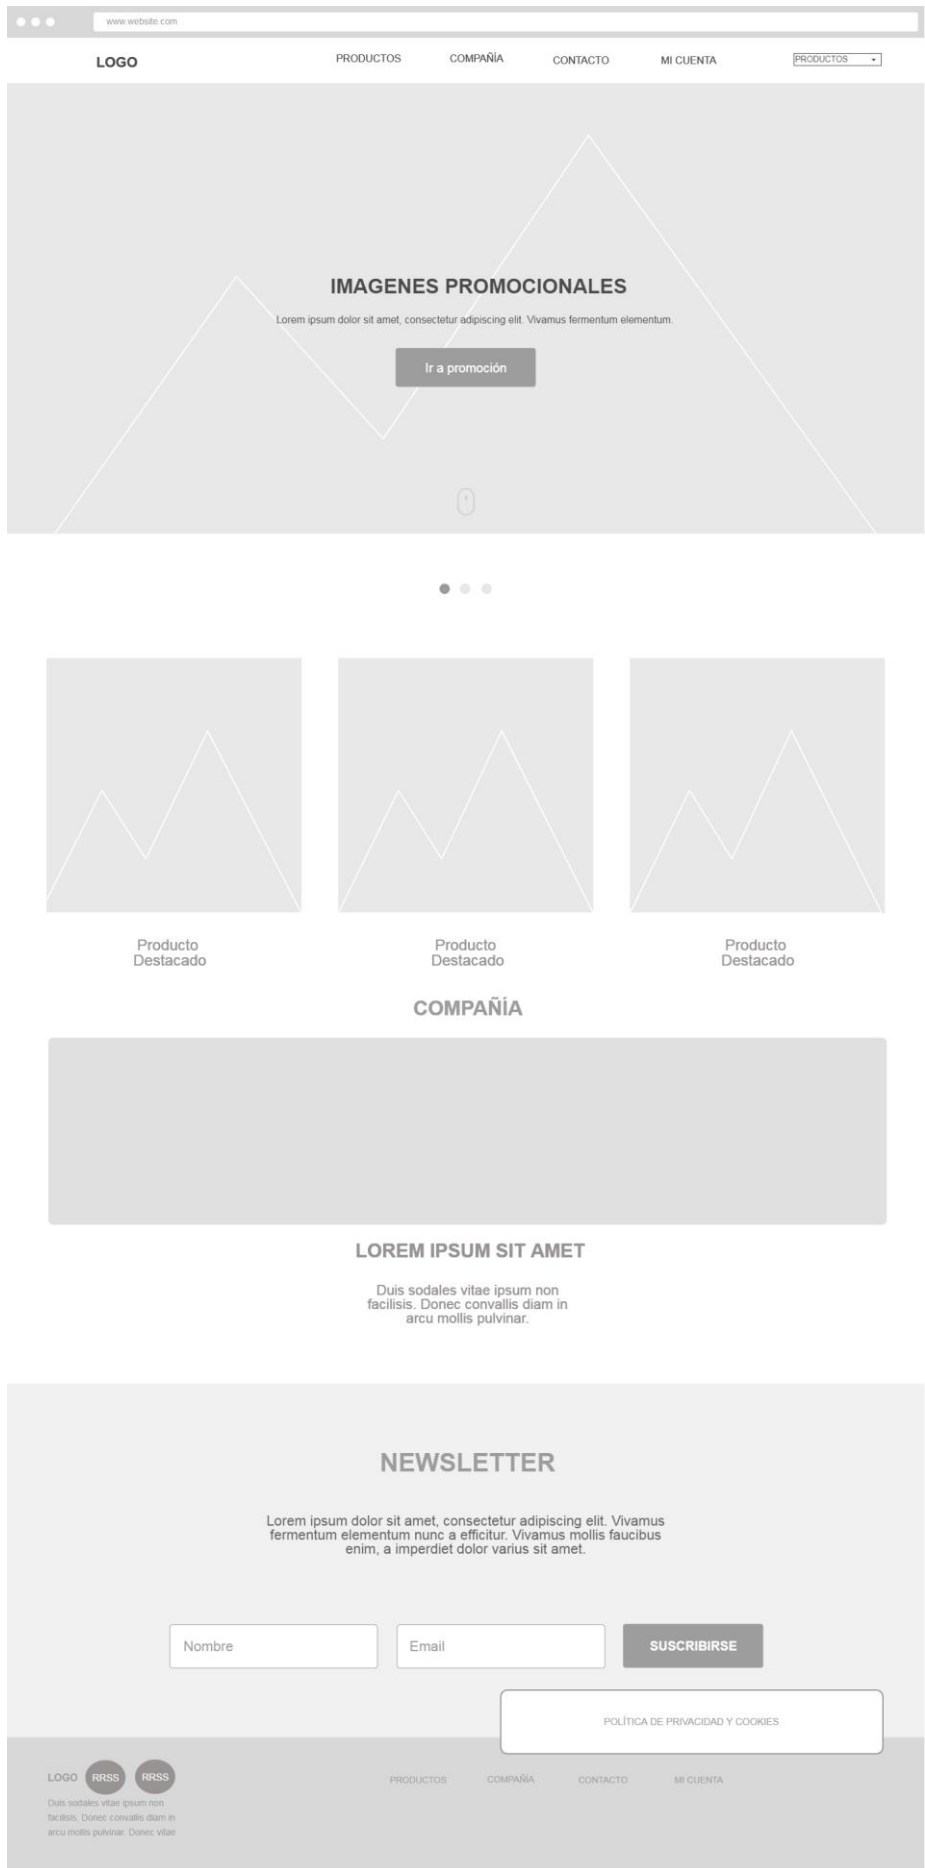 www.website.com
LOGO
PRODUCTOS
COMPAÑÍA
CONTACTO
MI CUENTA
PRODUCTOS
IMAGENES PROMOCIONALES
Lorem ipsum dolor sit amet, consectetur adipiscing elit. Vivamus fermentum elementum.
Ir a promoción
Producto
Destacado
Producto
Destacado
Producto
Destacado
COMPAÑÍA
LOREM IPSUM SIT AMET
Duis sodales vitae ipsum non
facilisis. Donec convallis diam in
arcu mollis pulvinar.
NEWSLETTER
Lorem ipsum dolor sit amet, consectetur adipiscing elit. Vivamus
fermentum elementum nunc a efficitur. Vivamus mollis faucibus
enim, a imperdiet dolor varius sit amet.
Nombre
Email
SUSCRIBIRSE
POLÍTICA DE PRIVACIDAD Y COOKIES
LOGO
RRSS
RRSS
PRODUCTOS
COMPAÑÍA
CONTACTO
MI CUENTA
Duis sodales vitae ipsum non
facilisis. Donec convallis diam in
arcu mollis pulvinar. Donec vitae